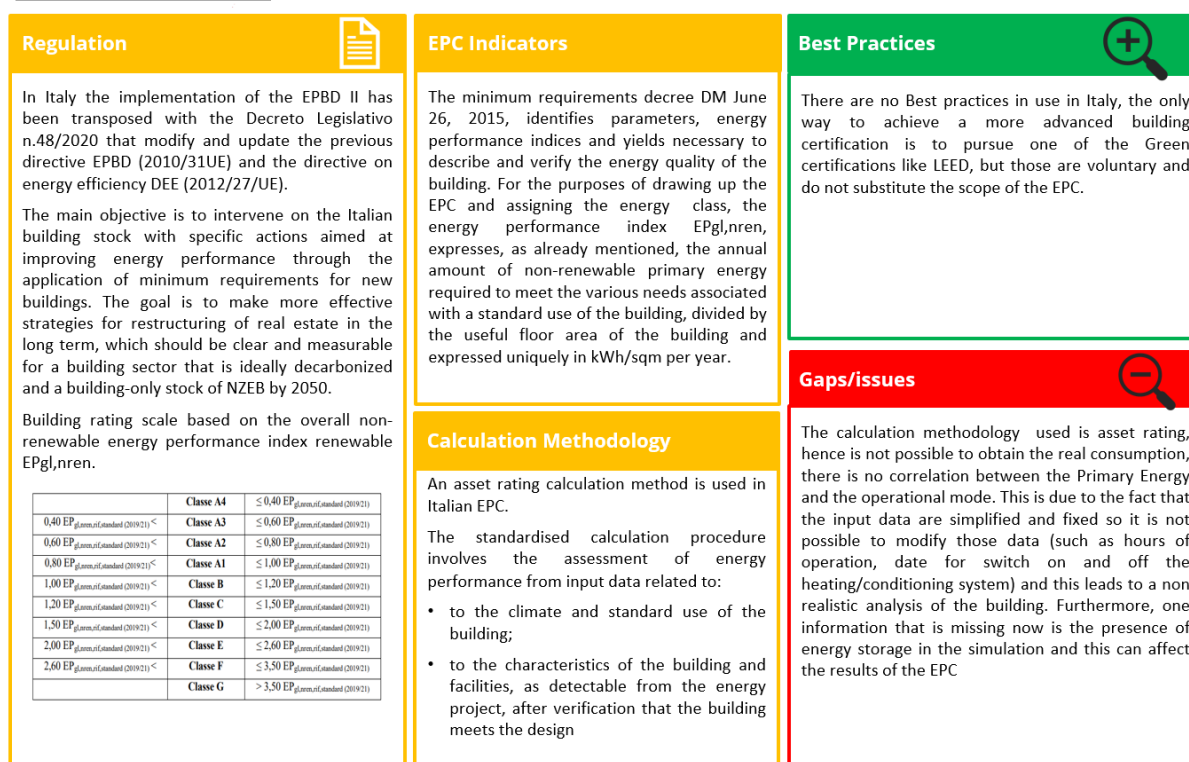 Regulation
In Italy the implementation of the EPBD II has
been transposed with the Decreto Legislativo
n.48/2020 that modify and update the previous
directive EPBD (2010/31UE) and the directive on
energy efficiency DEE (2012/27/UE).
The main objective is to intervene on the Italian
building stock with specific actions aimed at
improving energy performance through the
application of minimum requirements for new
buildings. The goal is to make more effective
strategies for restructuring of real estate in the
long term, which should be clear and measurable
for a building sector that is ideally decarbonized
and a building-only stock of NZEB by 2050.
Building rating scale based on the overall non-
renewable energy performance index renewable
EPgl,nren.
Classe A4 ≤ 0,40 EPgl,nren,rif,standard (2019/21)
0,40 EPgl,nren,rif,standard (2019/21) < Classe A3 ≤ 0,60 EPgl,nren,rif,standard (2019/21)
0,60 EPgl,nren,rif,standard (2019/21) < Classe A2 ≤ 0,80 EPgl,nren,rif,standard (2019/21)
0,80 EPgl,nren,rif,standard (2019/21) < Classe A1 ≤ 1,00 EPgl,nren,rif,standard (2019/21)
1,00 EPgl,nren,rif,standard (2019/21) < Classe B ≤ 1,20 EPgl,nren,rif,standard (2019/21)
1,20 EPgl,nren,rif,standard (2019/21) < Classe C ≤ 1,50 EPgl,nren,rif,standard (2019/21)
1,50 EPgl,nren,rif,standard (2019/21) < Classe D ≤ 2,00 EPgl,nren,rif,standard (2019/21)
2,00 EPgl,nren,rif,standard (2019/21) < Classe E ≤ 2,60 EPgl,nren,rif,standard (2019/21)
2,60 EPgl,nren,rif,standard (2019/21) < Classe F ≤ 3,50 EPgl,nren,rif,standard (2019/21)
Classe G > 3,50 EPgl,nren,rif,standard (2019/21)
EPC Indicators
The minimum requirements decree DM June
26, 2015, identifies parameters, energy
performance indices and yields necessary to
describe and verify the energy quality of the
building. For the purposes of drawing up the
EPC and assigning the energy class, the
energy performance index EPgl,nren,
expresses, as already mentioned, the annual
amount of non-renewable primary energy
required to meet the various needs associated
with a standard use of the building, divided by
the useful floor area of the building and
expressed uniquely in kWh/sqm per year.
Calculation Methodology
An asset rating calculation method is used in
Italian EPC.
The standardised calculation procedure
involves the assessment of energy
performance from input data related to:
• to the climate and standard use of the
building;
• to the characteristics of the building and
facilities, as detectable from the energy
project, after verification that the building
meets the design
Best Practices
There are no Best practices in use in Italy, the only
way to achieve a more advanced building
certification is to pursue one of the Green
certifications like LEED, but those are voluntary and
do not substitute the scope of the EPC.
Gaps/issues
The calculation methodology used is asset rating,
hence is not possible to obtain the real consumption,
there is no correlation between the Primary Energy
and the operational mode. This is due to the fact that
the input data are simplified and fixed so it is not
possible to modify those data (such as hours of
operation, date for switch on and off the
heating/conditioning system) and this leads to a non
realistic analysis of the building. Furthermore, one
information that is missing now is the presence of
energy storage in the simulation and this can affect
the results of the EPC